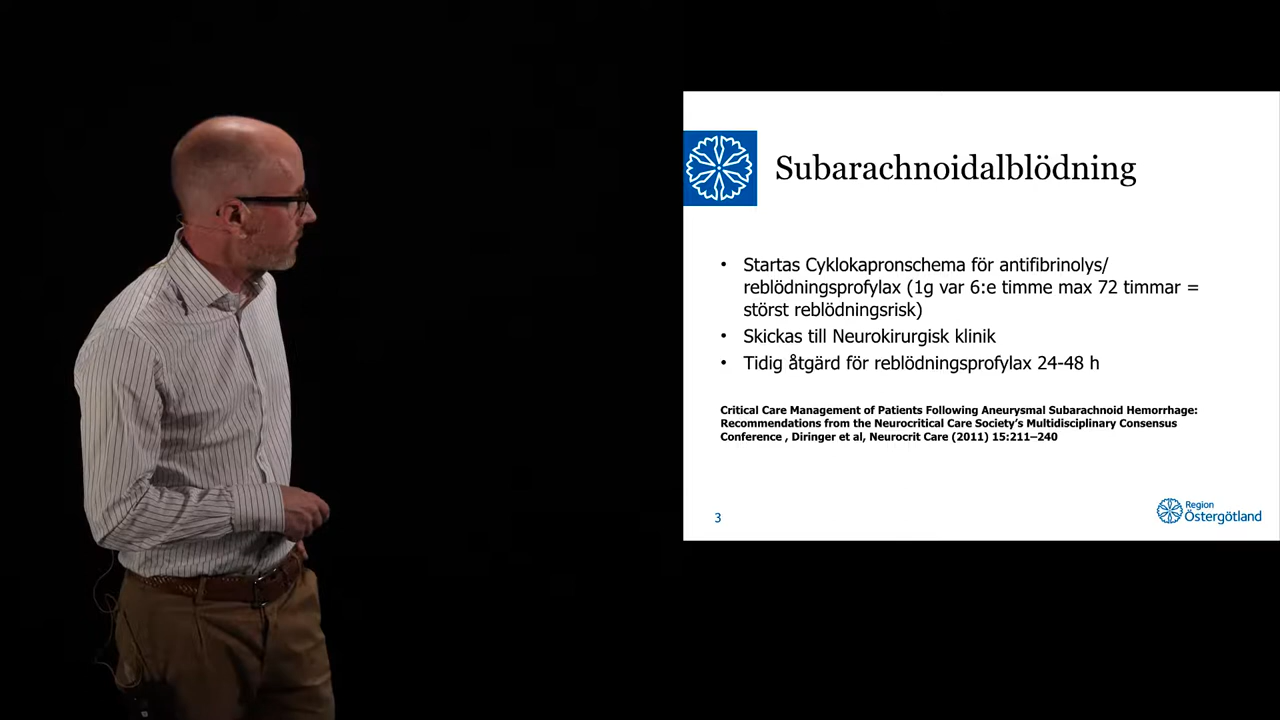 Subarachnoidalblödning
• Startas Cyklokapronschema för antifibrinolys/
reblödningsprofylax (1g var 6:e timme max 72 timmar =
störst reblödningsrisk)
• Skickas till Neurokirurgisk klinik
• Tidig åtgärd för reblödningsprofylax 24-48 h
Critical Care Management of Patients Following Aneurysmal Subarachnoid Hemorrhage:
Recommendations from the Neurocritical Care Society’s Multidisciplinary Consensus
Conference , Diringer et al, Neurocrit Care (2011) 15:211–240
3
Region
Östergötland